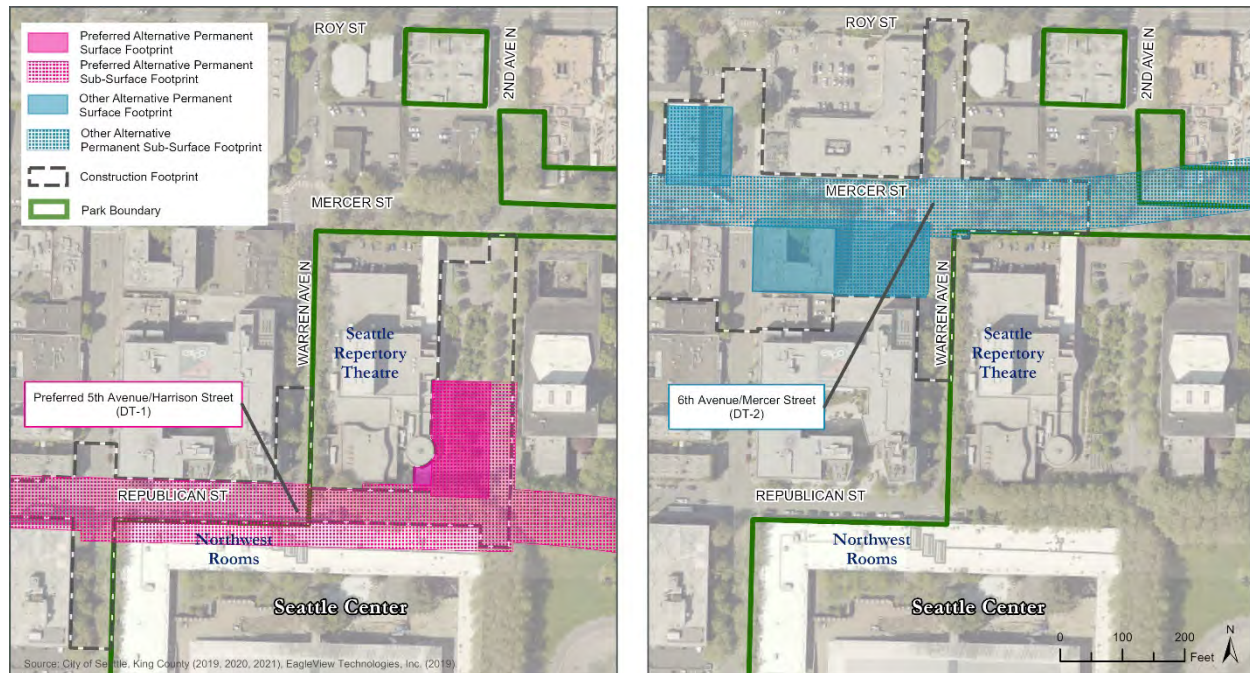 Preferred Alternative Permanent
Surface Footprint
Preferred Alternative Permanent
Sub-Surface Footprint
Other Alternative Permanent
Surface Footprint
Other Alternative
Permanent Sub-Surface Footprint
Construction Footprint
Park Boundary
ROY ST
2ND AVE N
MERCER ST
WARREN AVE N
Seattle
Repertory
Theatre
Preferred 5th Avenue/Harrison Street
(DT-1)
REPUBLICAN ST
Northwest
Rooms
Seattle Center
Source: City of Seattle, King County (2019, 2020, 2021), EagleView Technologies, Inc. (2019)
ROY ST
2ND AVE N
MERCER ST
WARREN AVE N
Seattle
Repertory
Theatre
6th Avenue/Mercer Street
(DT-2)
REPUBLICAN ST
Northwest
Rooms
Seattle Center
0 100 200
Feet
N